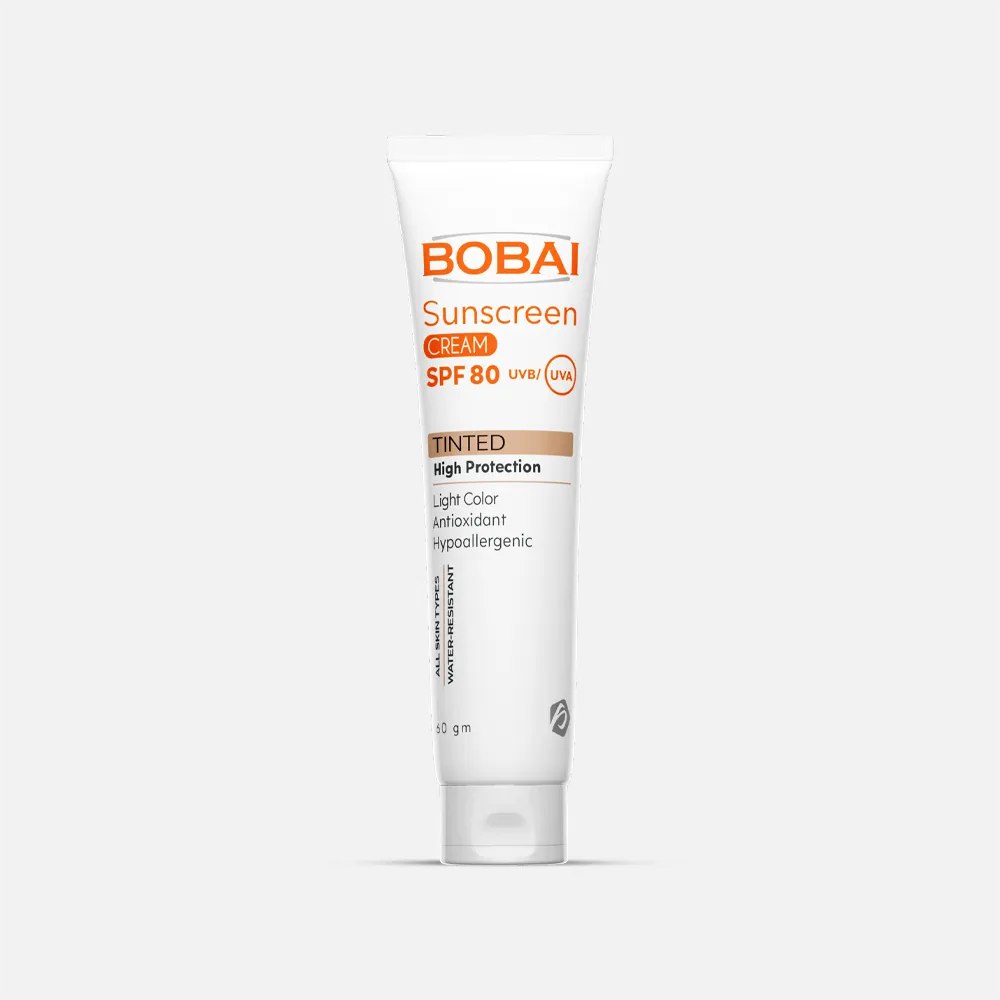 BOBAI
Sunscreen
CREAM
SPF 80 UVB/ UVA
TINTED
High Protection
Light Color
Antioxidant
Hypoallergenic
ALL SKIN TYPES
WATER-RESISTANT
60 gm